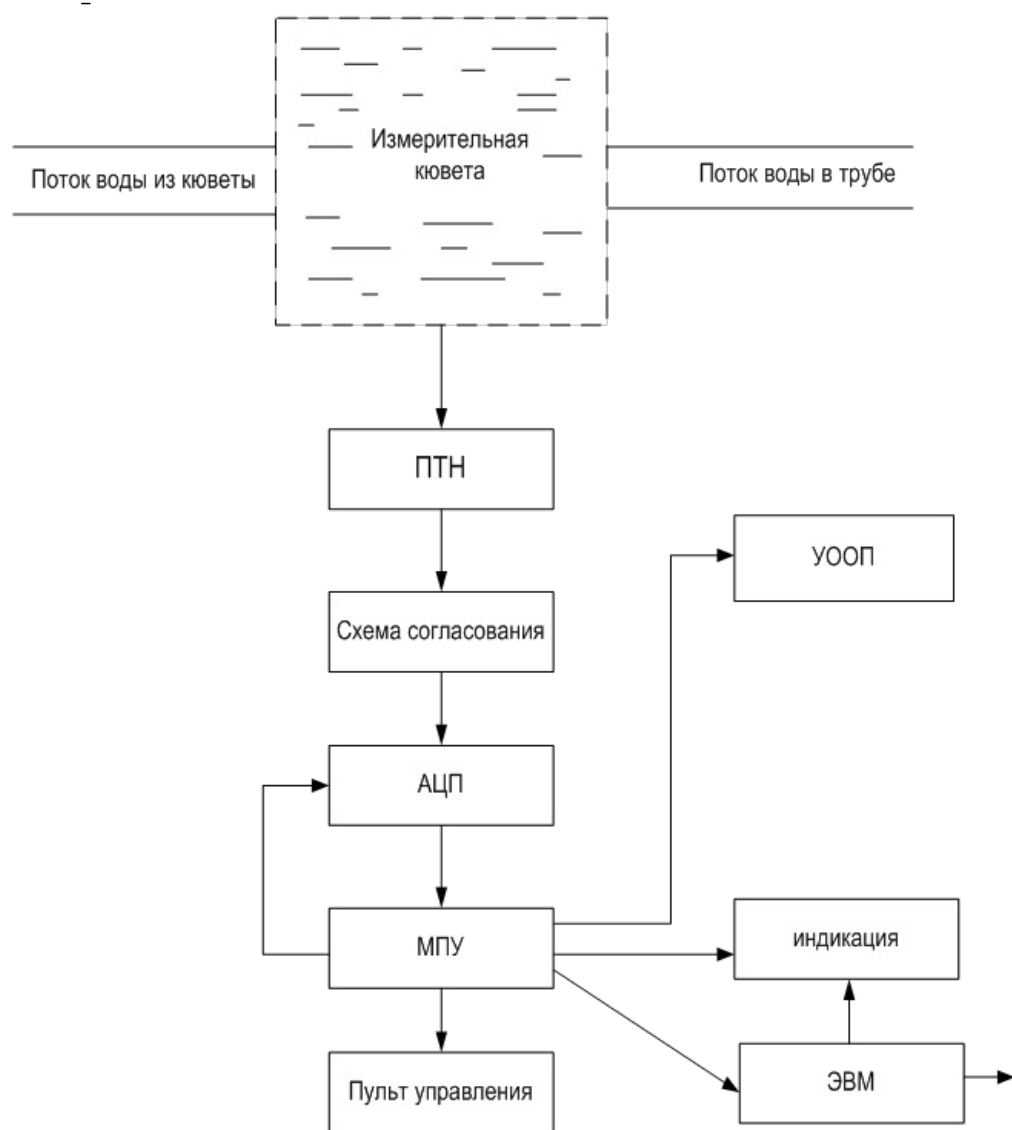 Измерительная
кювета
Поток воды из кюветы
Поток воды в трубе
ПТН
УООП
Схема согласования
АЦП
МПУ
индикация
ЭВМ
Пульт управления